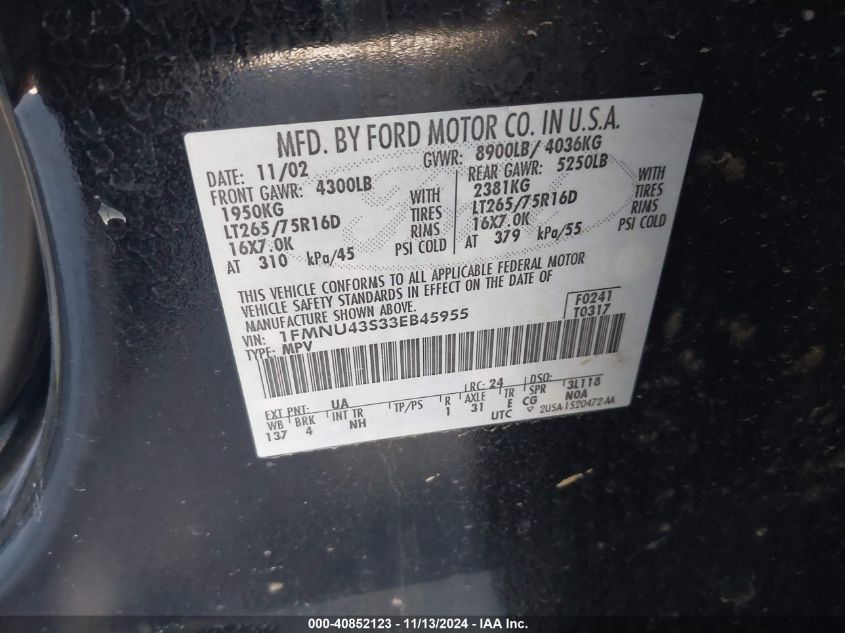 MFD. BY FORD MOTOR CO. IN U.S.A.
DATE: 11/02 GVWR: 8900LB/ 4036KG
FRONT GAWR: 4300LB REAR GAWR: 5250LB
1950KG WITH 2381KG WITH
LT265/75R16D TIRES LT265/75R16D TIRES
16X7.0K RIMS 16X7.0K RIMS
AT 310 kPa/45 PSI COLD AT 379 kPa/55 PSI COLD
THIS VEHICLE CONFORMS TO ALL APPLICABLE FEDERAL MOTOR
VEHICLE SAFETY STANDARDS IN EFFECT ON THE DATE OF
MANUFACTURE SHOWN ABOVE. F0241
VIN: 1FMNU43S33EB45955 T0317
TYPE: MPV
EXT PNT: UA RC: 24 DSO: 3L118
WB BRK INT TR TP/PS R AXLE TR SPR N0A
137 4 NH 1 31 E CG
UTC 2U5A-1520472-AA
000-40852123 - 11/13/2024 - 1FMNU43S33EB45955